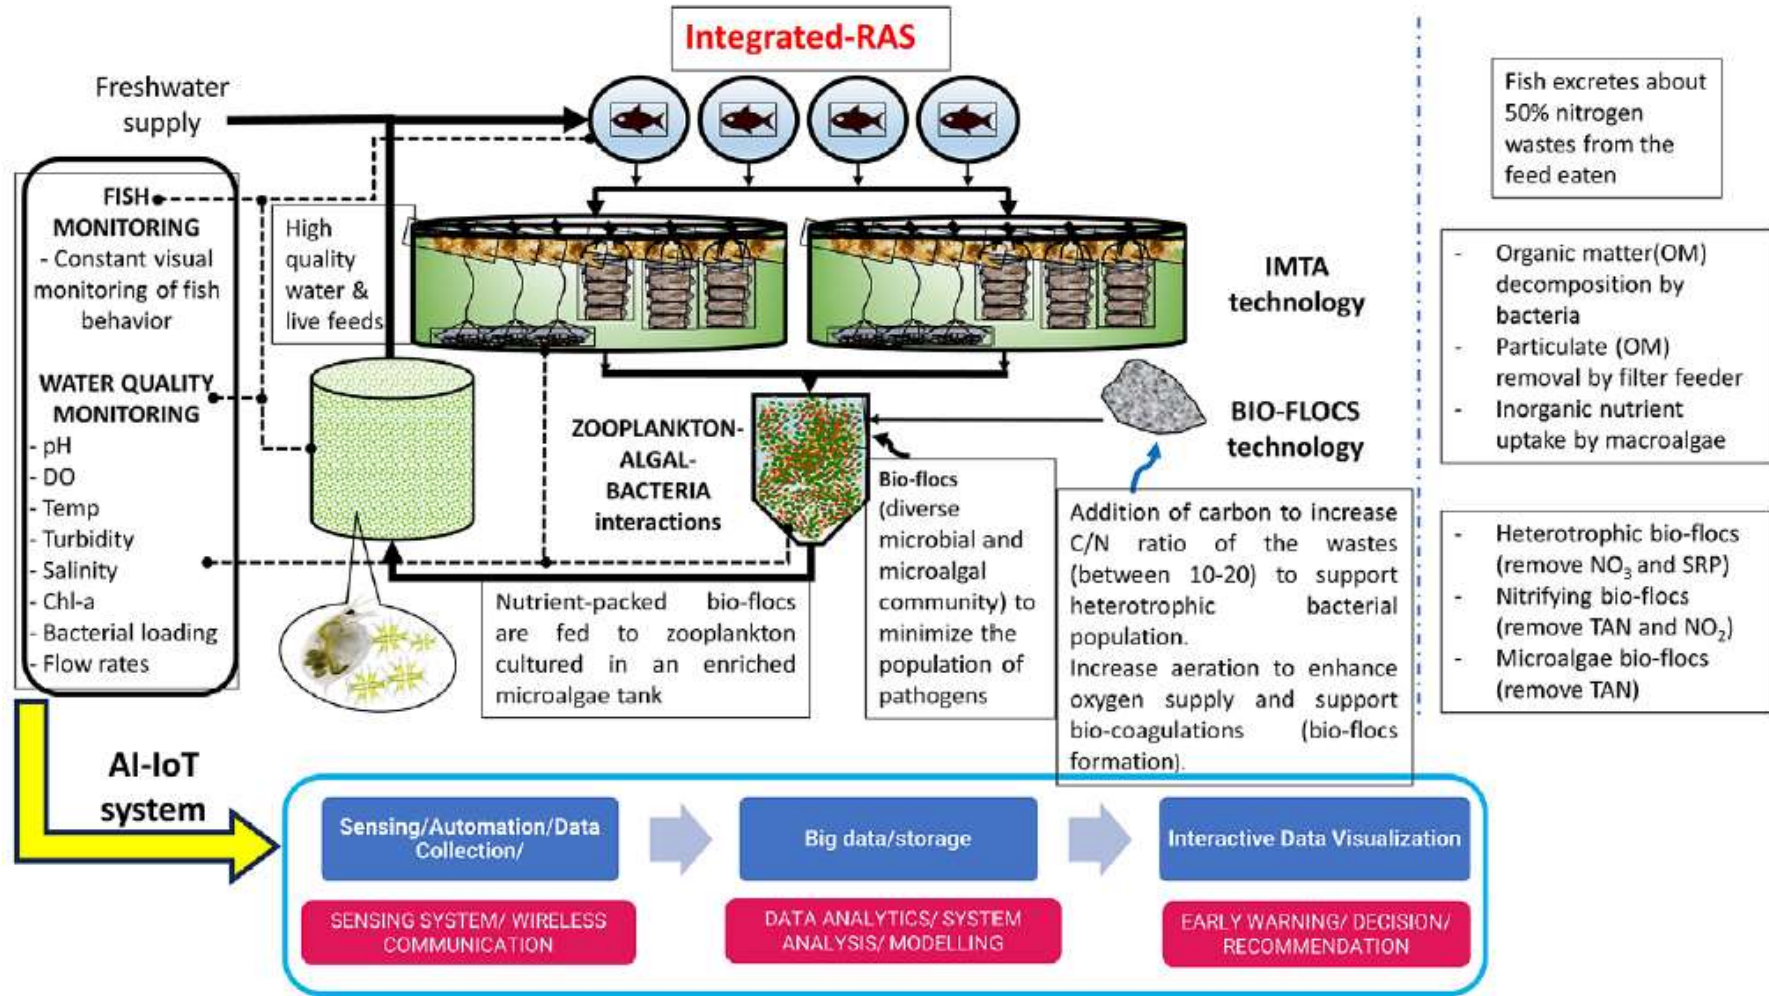 Integrated-RAS
Freshwater
supply
FISH
MONITORING
- Constant visual
monitoring of fish
behavior
WATER QUALITY
MONITORING
- pH
- DO
- Temp
- Turbidity
- Salinity
- Chl-a
- Bacterial loading
- Flow rates
High
quality
water &
live feeds
IMTA
technology
ZOOPLANKTON-
ALGAL-
BACTERIA
interactions
BIO-FLOCS
technology
Nutrient-packed bio-flocs
are fed to zooplankton
cultured in an enriched
microalgae tank
Bio-flocs
(diverse
microbial and
microalgal
community) to
minimize the
population of
pathogens
Addition of carbon to increase
C/N ratio of the wastes
(between 10-20) to support
heterotrophic bacterial
population.
Increase aeration to enhance
oxygen supply and support
bio-coagulations (bio-flocs
formation).
Fish excretes about
50% nitrogen
wastes from the
feed eaten
- Organic matter(OM)
decomposition by
bacteria
- Particulate (OM)
removal by filter feeder
- Inorganic nutrient
uptake by macroalgae
- Heterotrophic bio-flocs
(remove NO₃ and SRP)
- Nitrifying bio-flocs
(remove TAN and NO₂)
- Microalgae bio-flocs
(remove TAN)
AI-IoT
system
Sensing/Automation/Data
Collection/
Big data/storage
Interactive Data Visualization
SENSING SYSTEM/ WIRELESS
COMMUNICATION
DATA ANALYTICS/ SYSTEM
ANALYSIS/ MODELLING
EARLY WARNING/ DECISION/
RECOMMENDATION